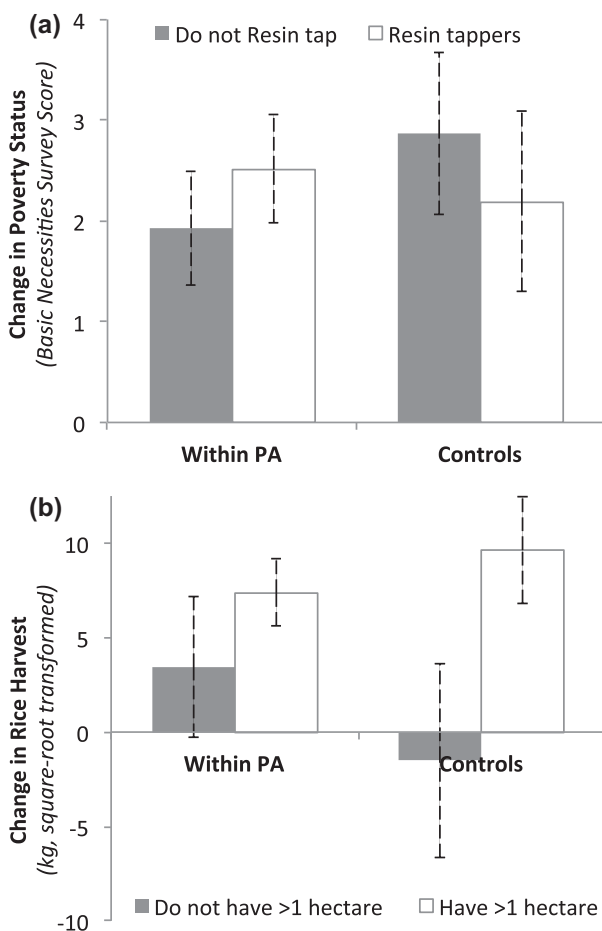 (a)
Do not Resin tap
Resin tappers
Change in Poverty Status
(Basic Necessities Survey Score)
4
3
2
1
0
Within PA
Controls
(b)
Change in Rice Harvest
(kg, square-root transformed)
10
5
0
-5
-10
Within PA
Controls
Do not have >1 hectare
Have >1 hectare